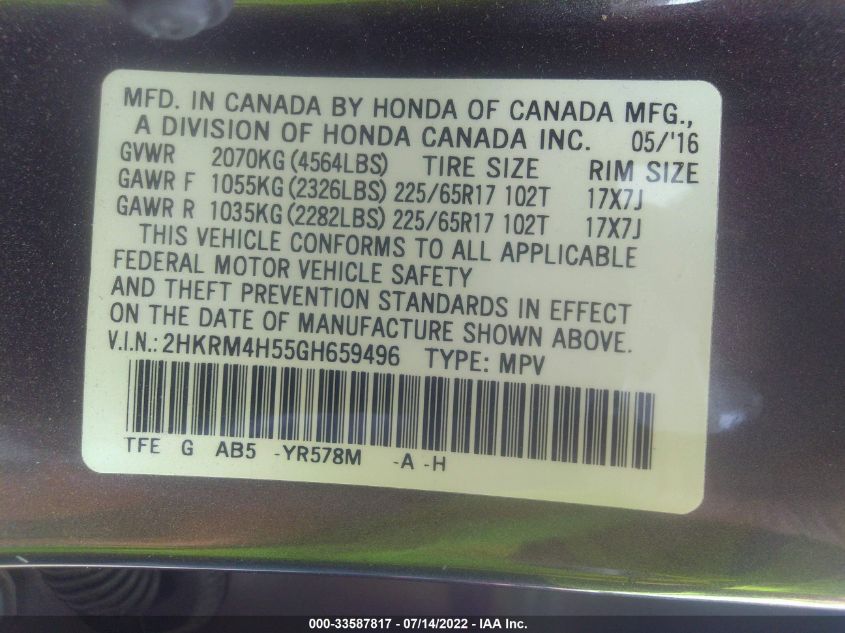 MFD. IN CANADA BY HONDA OF CANADA MFG.,
A DIVISION OF HONDA CANADA INC. 05/'16
GVWR 2070KG (4564LBS) TIRE SIZE RIM SIZE
GAWR F 1055KG (2326LBS) 225/65R17 102T 17X7J
GAWR R 1035KG (2282LBS) 225/65R17 102T 17X7J
THIS VEHICLE CONFORMS TO ALL APPLICABLE
FEDERAL MOTOR VEHICLE SAFETY
AND THEFT PREVENTION STANDARDS IN EFFECT
ON THE DATE OF MANUFACTURE SHOWN ABOVE.
V.I.N.: 2HKRM4H55GH659496 TYPE: MPV
TFE G AB5 -YR578M -A -H
000-33587817 - 07/14/2022 - IAA Inc.